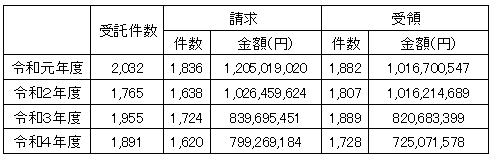 受託件数 請求 受領
件数 金額(円) 件数 金額(円)
令和元年度 2,032 1,836 1,205,019,020 1,882 1,016,700,547
令和2年度 1,765 1,638 1,026,459,624 1,807 1,016,214,689
令和3年度 1,955 1,724 839,695,451 1,889 820,683,399
令和4年度 1,891 1,620 799,269,184 1,728 725,071,578